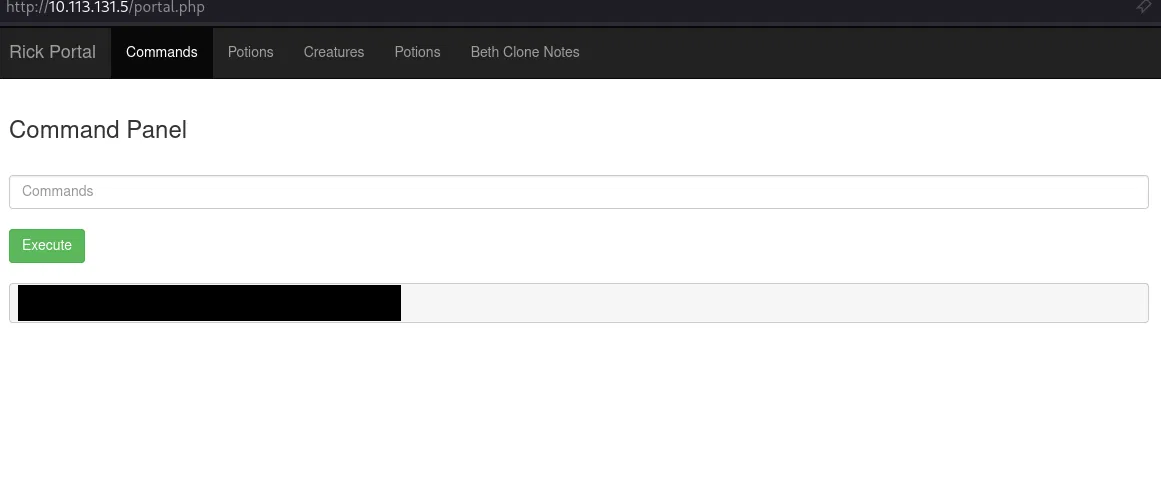 http://10.113.131.5/portal.php
Rick Portal Commands Potions Creatures Potions Beth Clone Notes
Command Panel
Commands
Execute